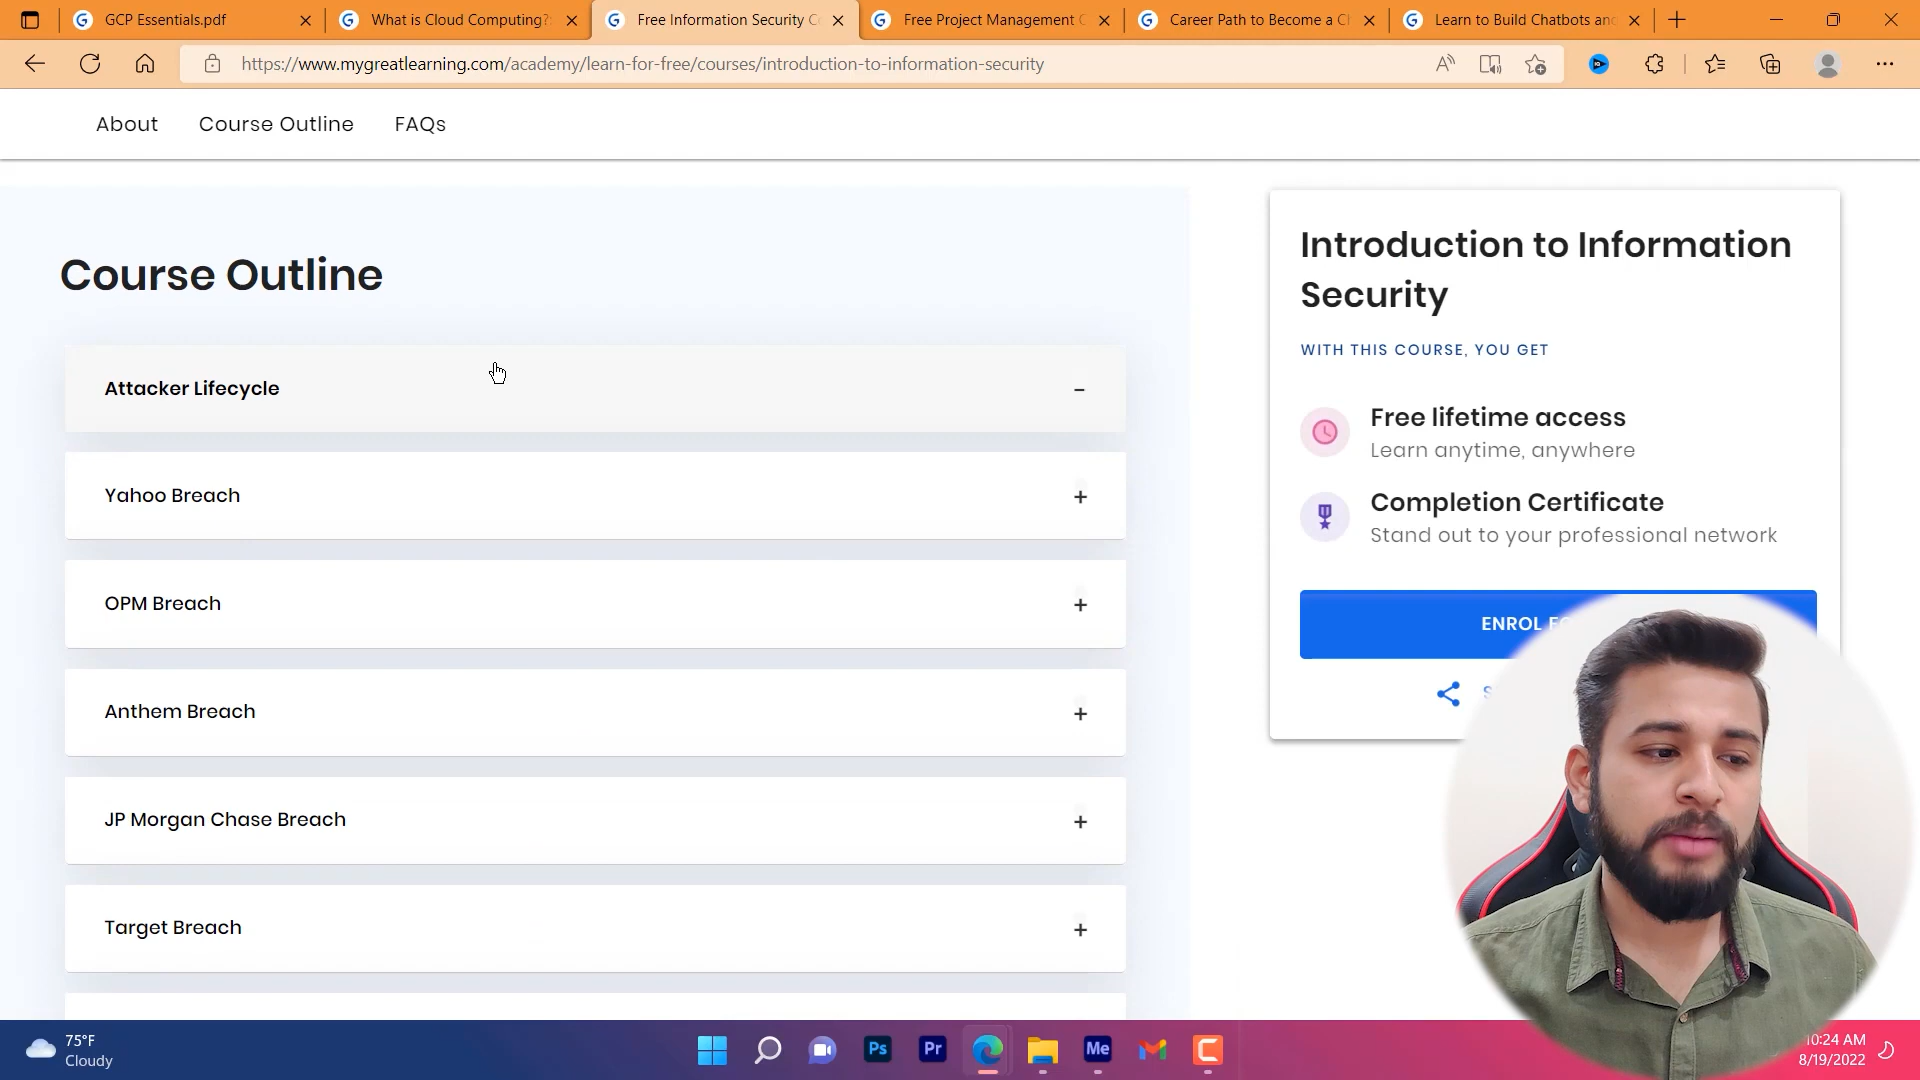 GCP Essentials.pdf
What is Cloud Computing?
Free Information Security C
Free Project Management C
Career Path to Become a C
Learn to Build Chatbots and
https://www.mygreatlearning.com/academy/learn-for-free/courses/introduction-to-information-security
About
Course Outline
FAQs
Course Outline
Attacker Lifecycle
Yahoo Breach
OPM Breach
Anthem Breach
JP Morgan Chase Breach
Target Breach
Introduction to Information
Security
WITH THIS COURSE, YOU GET
Free lifetime access
Learn anytime, anywhere
Completion Certificate
Stand out to your professional network
ENROL
75°F
Cloudy
Ps
Pr
Me
10:24 AM
8/19/2022